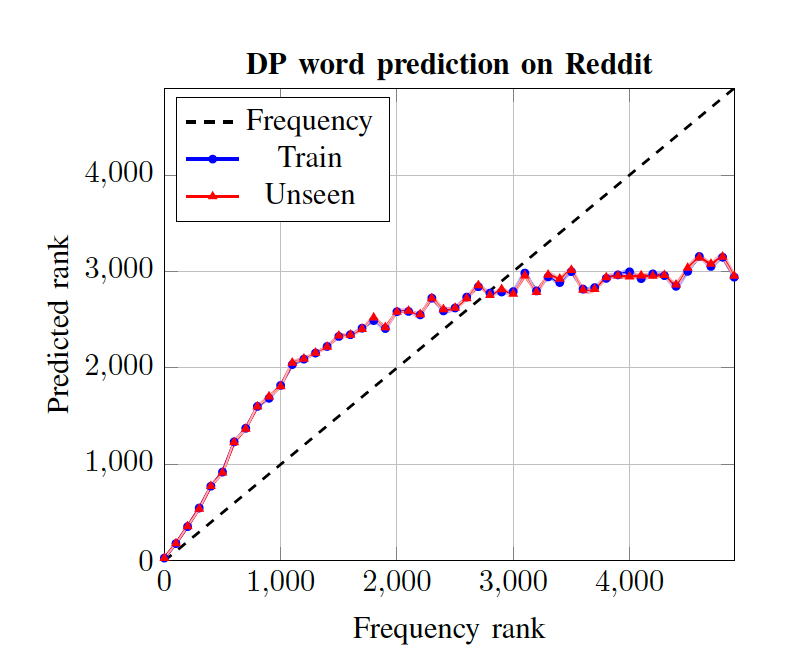 DP word prediction on Reddit
Frequency
Train
Unseen
4,000
3,000
2,000
1,000
0
Predicted rank
0 1,000 2,000 3,000 4,000
Frequency rank